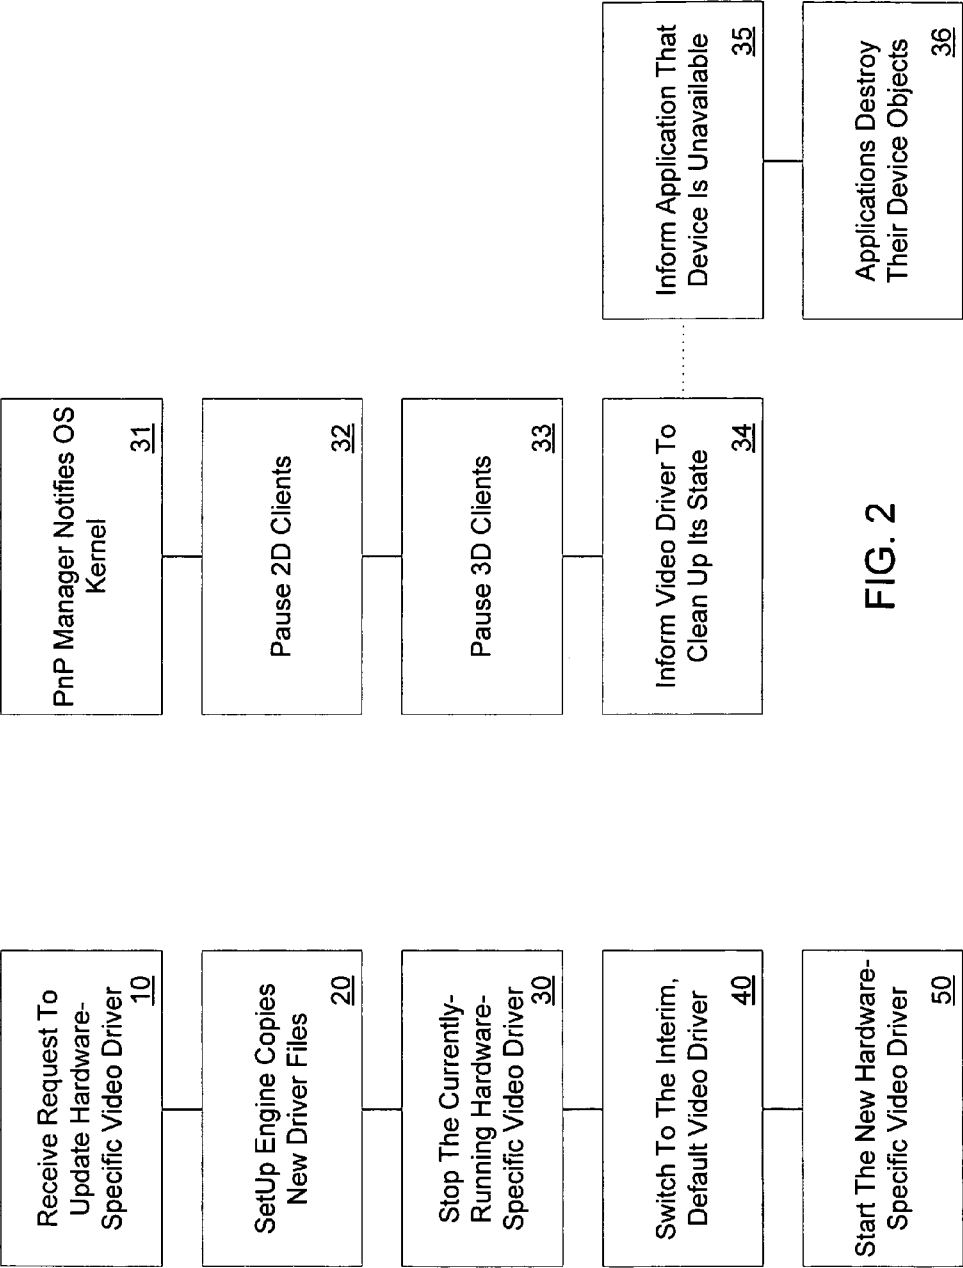 Receive Request To
Update Hardware-
Specific Video Driver
10
SetUp Engine Copies
New Driver Files
20
Stop The Currently-
Running Hardware-
Specific Video Driver
30
Switch To The Interim,
Default Video Driver
40
Start The New Hardware-
Specific Video Driver
50
PnP Manager Notifies OS
Kernel
31
Pause 2D Clients
32
Pause 3D Clients
33
Inform Video Driver To
Clean Up Its State
34
Inform Application That
Device Is Unavailable
35
Applications Destroy
Their Device Objects
36
FIG. 2